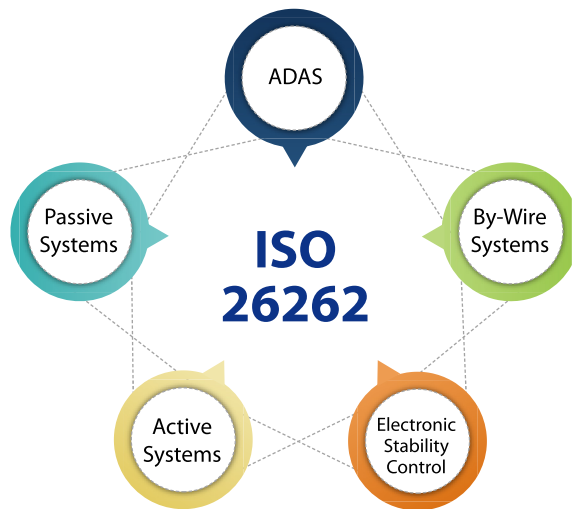 ADAS
Passive
Systems
By-Wire
Systems
ISO
26262
Active
Systems
Electronic
Stability
Control